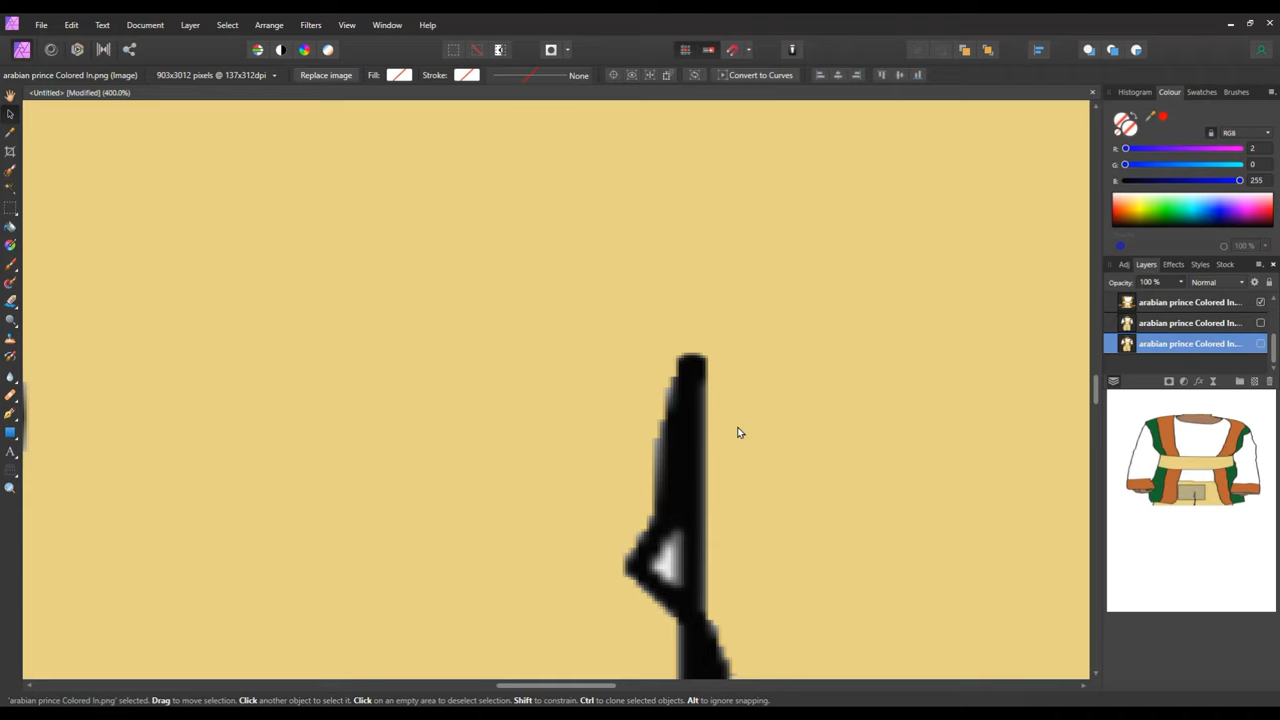 File Edit Text Document Layer Select Arrange Filters View Window Help
arabian prince Colored In.png (Image) 903x3012 pixels @ 137x312dpi Replace image Fill: Stroke: None Convert to Curves
<Untitled> [Modified] (400.0%)
Histogram Colour Swatches Brushes
RGB
R: 2
G: 0
B: 255
100 %
Adj Layers Effects Styles Stock
Opacity: 100 % Normal
arabian prince Colored In....
arabian prince Colored In....
arabian prince Colored In....
'arabian prince Colored In.png' selected. Drag to move selection. Click another object to select it. Click on an empty area to deselect selection. Shift to constrain. Ctrl to clone selected objects. Alt to ignore snapping.